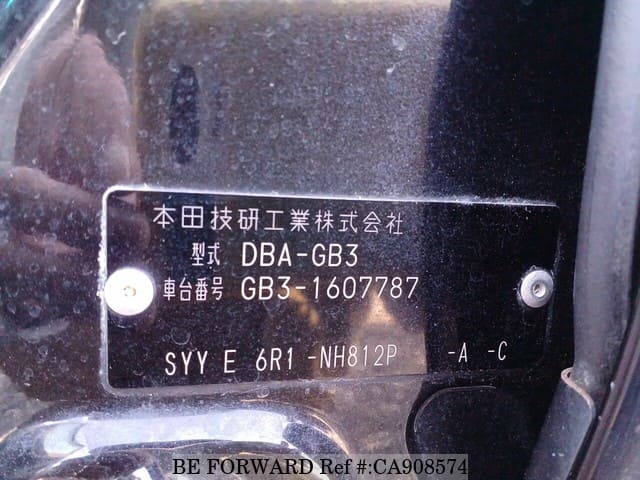 本田技研工業株式会社
型式 DBA-GB3
車台番号 GB3-1607787
SYY E 6R1 -NH812P -A -C
BE FORWARD Ref #:CA908574